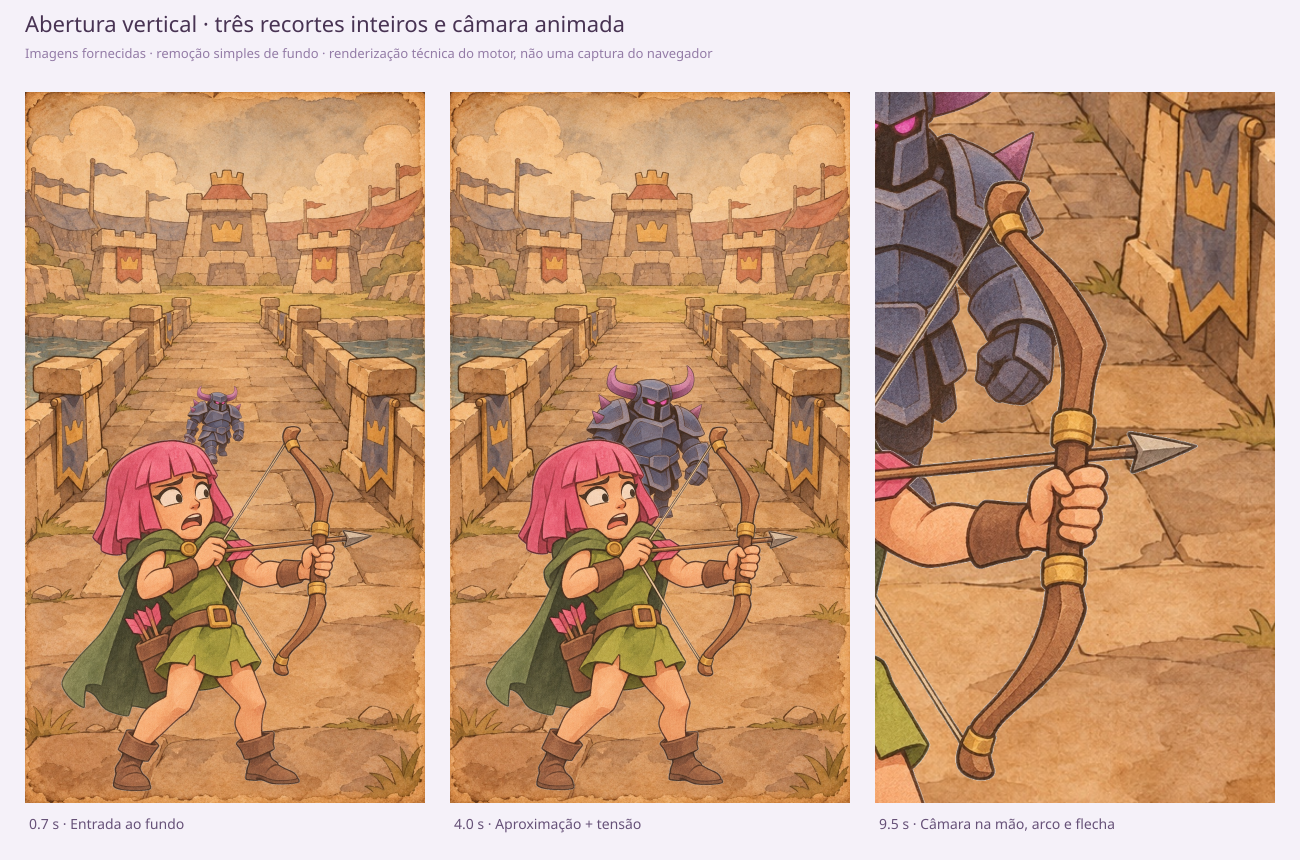 Abertura vertical · três recortes inteiros e câmara animada
Imagens fornecidas · remoção simples de fundo · renderização técnica do motor, não uma captura do navegador
0.7 s · Entrada ao fundo
4.0 s · Aproximação + tensão
9.5 s · Câmara na mão, arco e flecha